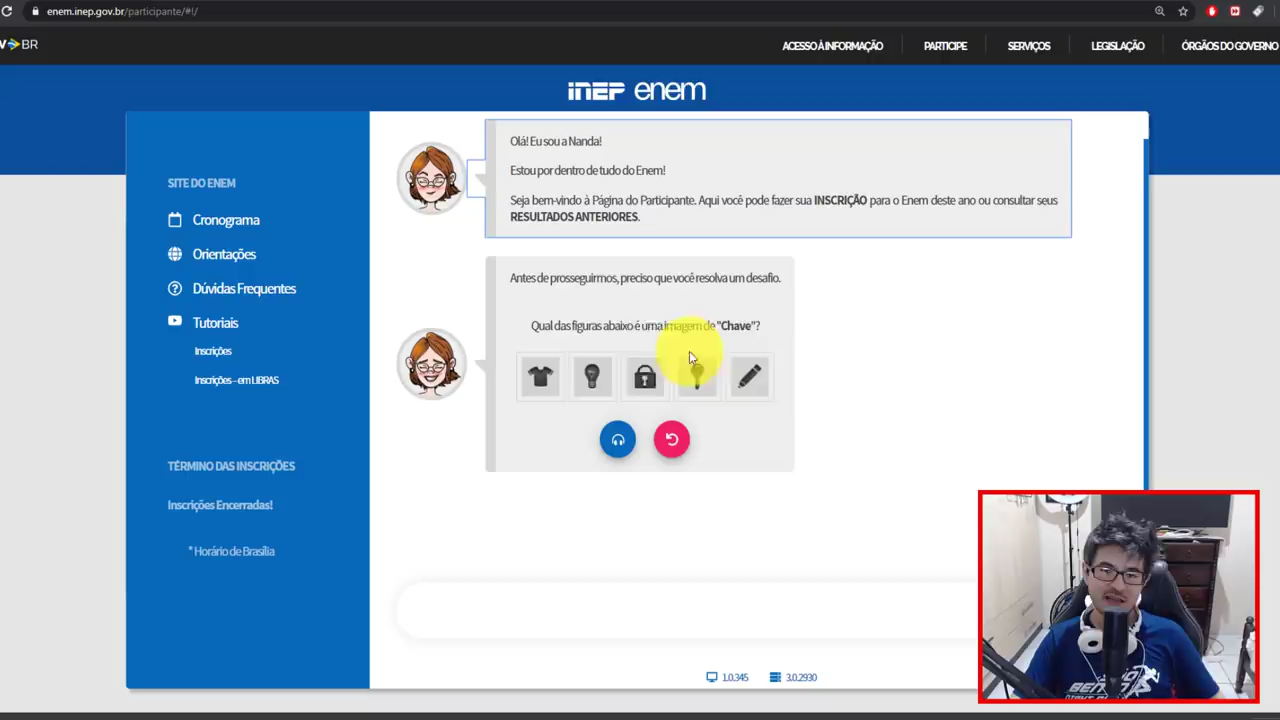 enem.inep.gov.br/participante/#!/
BR
ACESSO À INFORMAÇÃO
PARTICIPE
SERVIÇOS
LEGISLAÇÃO
ÓRGÃOS DO GOVERNO
inep enem
SITE DO ENEM
Cronograma
Orientações
Dúvidas Frequentes
Tutoriais
Inscrições
Inscrições - em LIBRAS
TÉRMINO DAS INSCRIÇÕES
Inscrições Encerradas!
* Horário de Brasília
Olá! Eu sou a Nanda!
Estou por dentro de tudo do Enem!
Seja bem-vindo à Página do Participante. Aqui você pode fazer sua INSCRIÇÃO para o Enem deste ano ou consultar seus
RESULTADOS ANTERIORES.
Antes de prosseguirmos, preciso que você resolva um desafio.
Qual das figuras abaixo é uma imagem de "Chave"?
1.0.345
3.0.2930